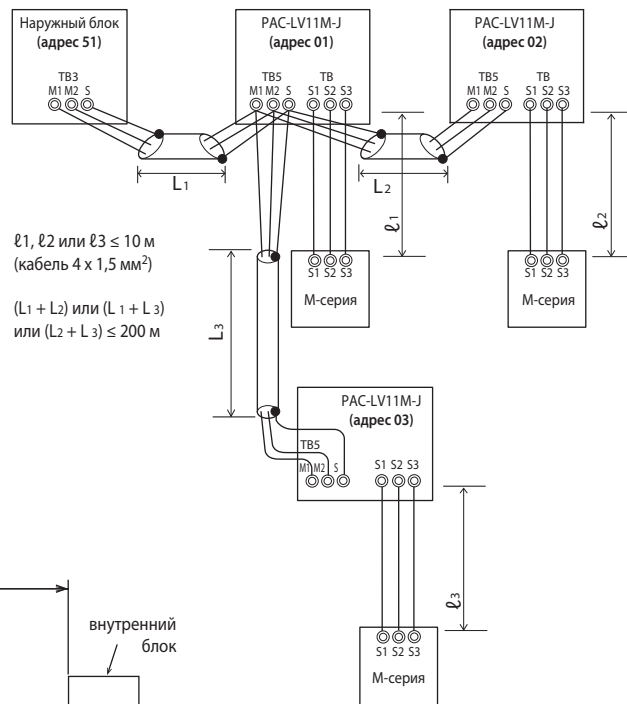 Наружный блок
(адрес 51)
TB3
M1 M2 S
PAC-LV11M-J
(адрес 01)
TB5 TB
M1 M2 S S1 S2 S3
PAC-LV11M-J
(адрес 02)
TB5 TB
M1 M2 S S1 S2 S3
L1
L2
ℓ1
ℓ2
ℓ1, ℓ2 или ℓ3 ≤ 10 м
(кабель 4 x 1,5 мм²)
(L1 + L2) или (L 1 + L 3)
или (L2 + L 3) ≤ 200 м
S1 S2 S3
М-серия
S1 S2 S3
М-серия
L3
PAC-LV11M-J
(адрес 03)
TB5
M1 M2 S S1 S2 S3
ℓ3
внутренний
блок
S1 S2 S3
М-серия